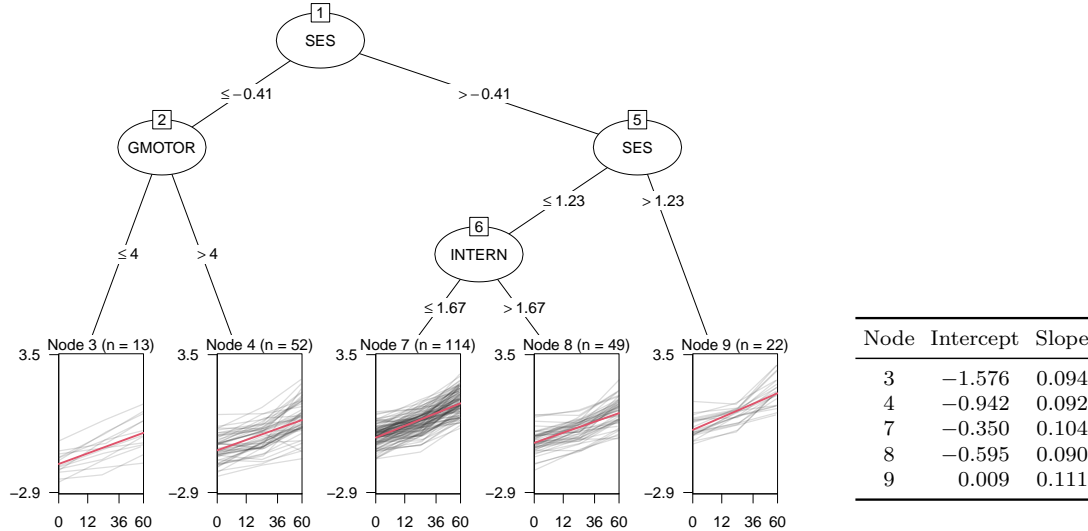 1
SES
≤ −0.41
> −0.41
2
GMOTOR
5
SES
≤ 4
> 4
≤ 1.23
> 1.23
6
INTERN
≤ 1.67
> 1.67
Node 3 (n = 13)
Node 4 (n = 52)
Node 7 (n = 114)
Node 8 (n = 49)
Node 9 (n = 22)
3.5
3.5
3.5
3.5
3.5
−2.9
−2.9
−2.9
−2.9
−2.9
0 12 36 60
0 12 36 60
0 12 36 60
0 12 36 60
0 12 36 60
Node Intercept Slope
3 −1.576 0.094
4 −0.942 0.092
7 −0.350 0.104
8 −0.595 0.090
9 0.009 0.111